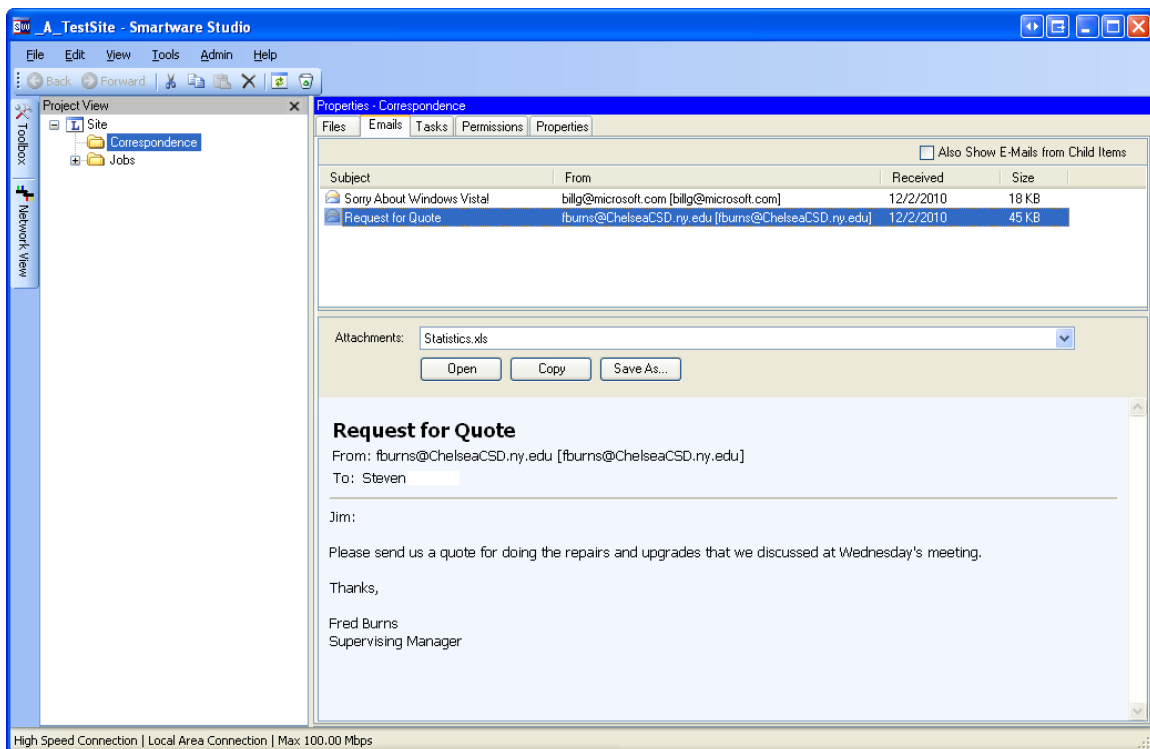 SW _A_TestSite - Smartware Studio
File Edit View Tools Admin Help
Back Forward
Toolbox
Network View
Project View
L Site
Correspondence
Jobs
Properties - Correspondence
Files Emails Tasks Permissions Properties
Also Show E-Mails from Child Items
Subject From Received Size
Sorry About Windows Vista! billg@microsoft.com [billg@microsoft.com] 12/2/2010 18 KB
Request for Quote fburns@ChelseaCSD.ny.edu [fburns@ChelseaCSD.ny.edu] 12/2/2010 45 KB
Attachments: Statistics.xls
Open Copy Save As...
Request for Quote
From: fburns@ChelseaCSD.ny.edu [fburns@ChelseaCSD.ny.edu]
To: Steven
Jim:
Please send us a quote for doing the repairs and upgrades that we discussed at Wednesday's meeting.
Thanks,
Fred Burns
Supervising Manager
High Speed Connection | Local Area Connection | Max 100.00 Mbps